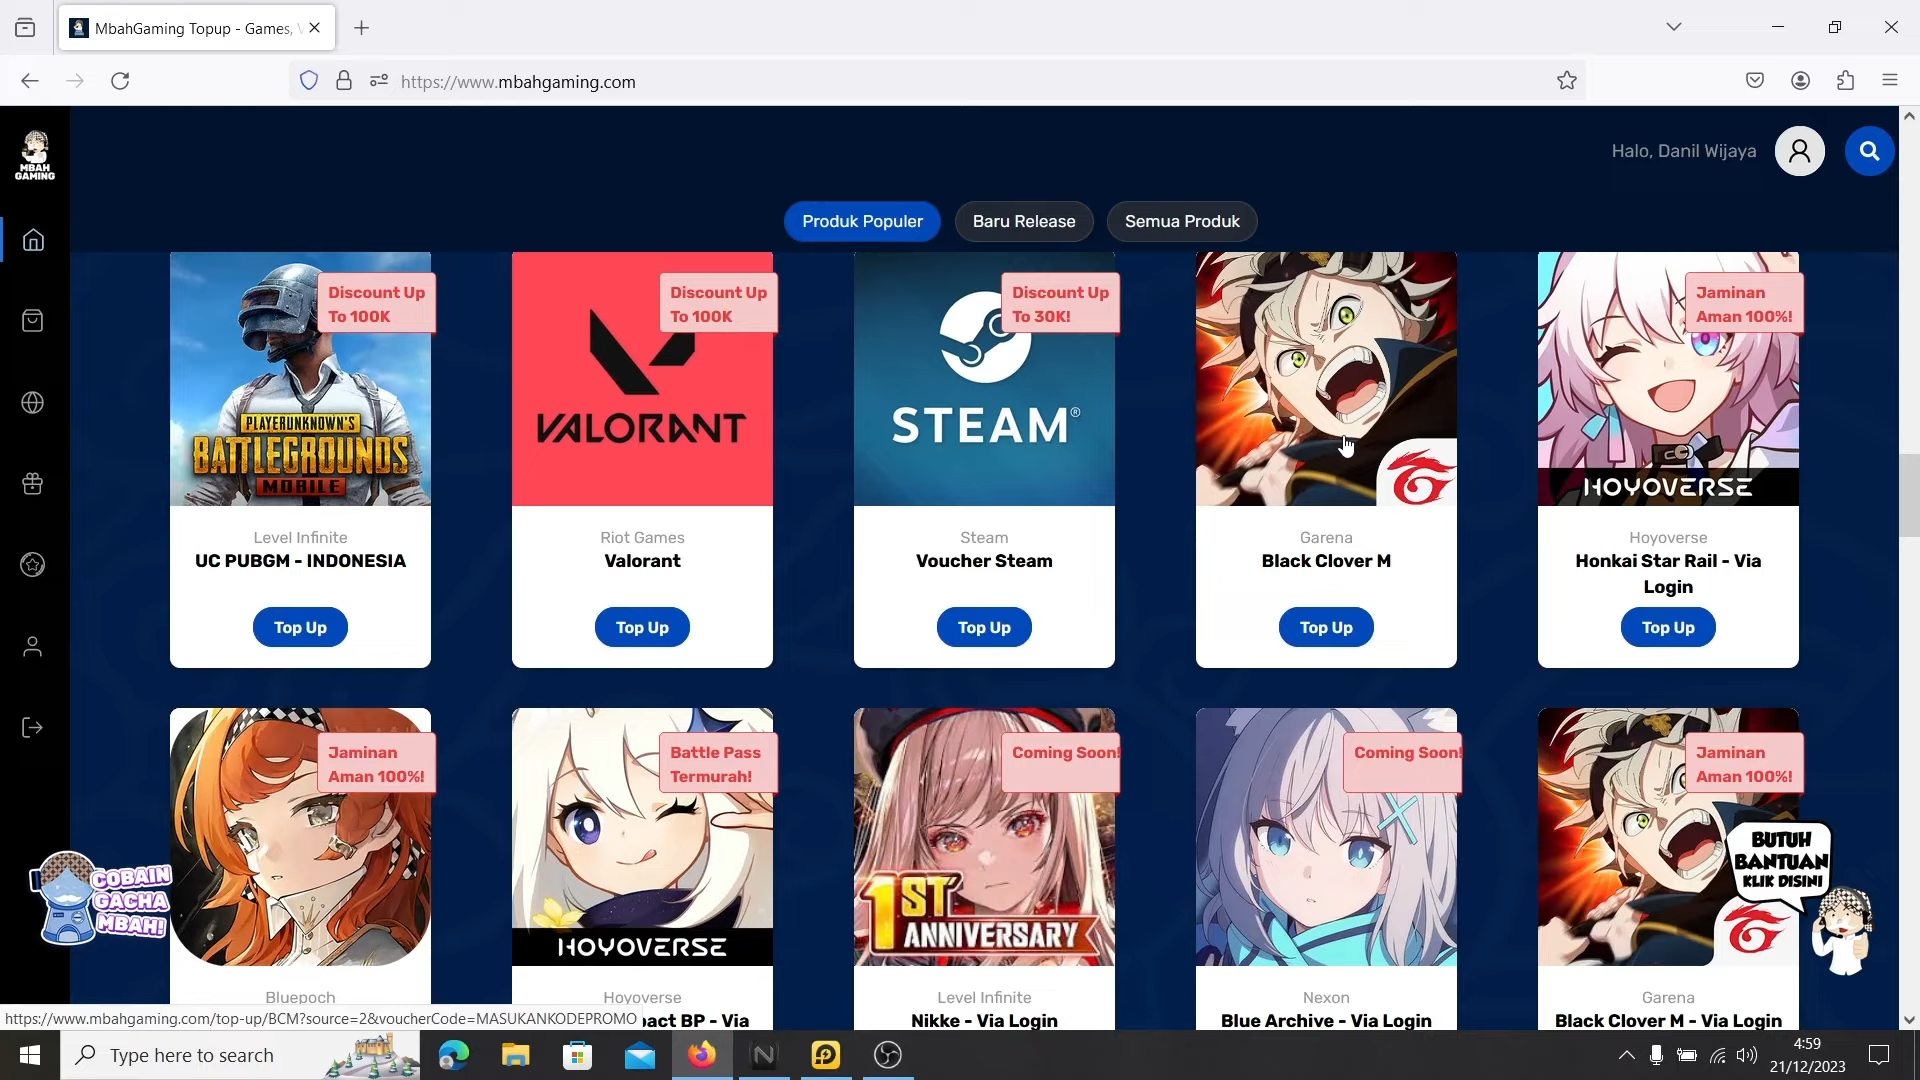 MbahGaming Topup - Games, V
https://www.mbahgaming.com
MBAH
GAMING
Halo, Danil Wijaya
Produk Populer
Baru Release
Semua Produk
Discount Up
To 100K
PLAYERUNKNOWN'S
BATTLEGROUNDS
MOBILE
Level Infinite
UC PUBGM - INDONESIA
Top Up
Discount Up
To 100K
VALORANT
Riot Games
Valorant
Top Up
Discount Up
To 30K!
STEAM®
Steam
Voucher Steam
Top Up
Garena
Black Clover M
Top Up
Jaminan
Aman 100%!
HOYOVERSE
Hoyoverse
Honkai Star Rail - Via
Login
Top Up
Jaminan
Aman 100%!
Bluepoch
Battle Pass
Termurah!
HOYOVERSE
Hoyoverse
pact BP - Via
Coming Soon!
1ST
ANNIVERSARY
Level Infinite
Nikke - Via Login
Coming Soon!
Nexon
Blue Archive - Via Login
Jaminan
Aman 100%!
Garena
Black Clover M - Via Login
COBAIN
GACHA
MBAH!
BUTUH
BANTUAN
KLIK DISINI
https://www.mbahgaming.com/top-up/BCM?source=2&voucherCode=MASUKANKODEPROMO
Type here to search
4:59
21/12/2023